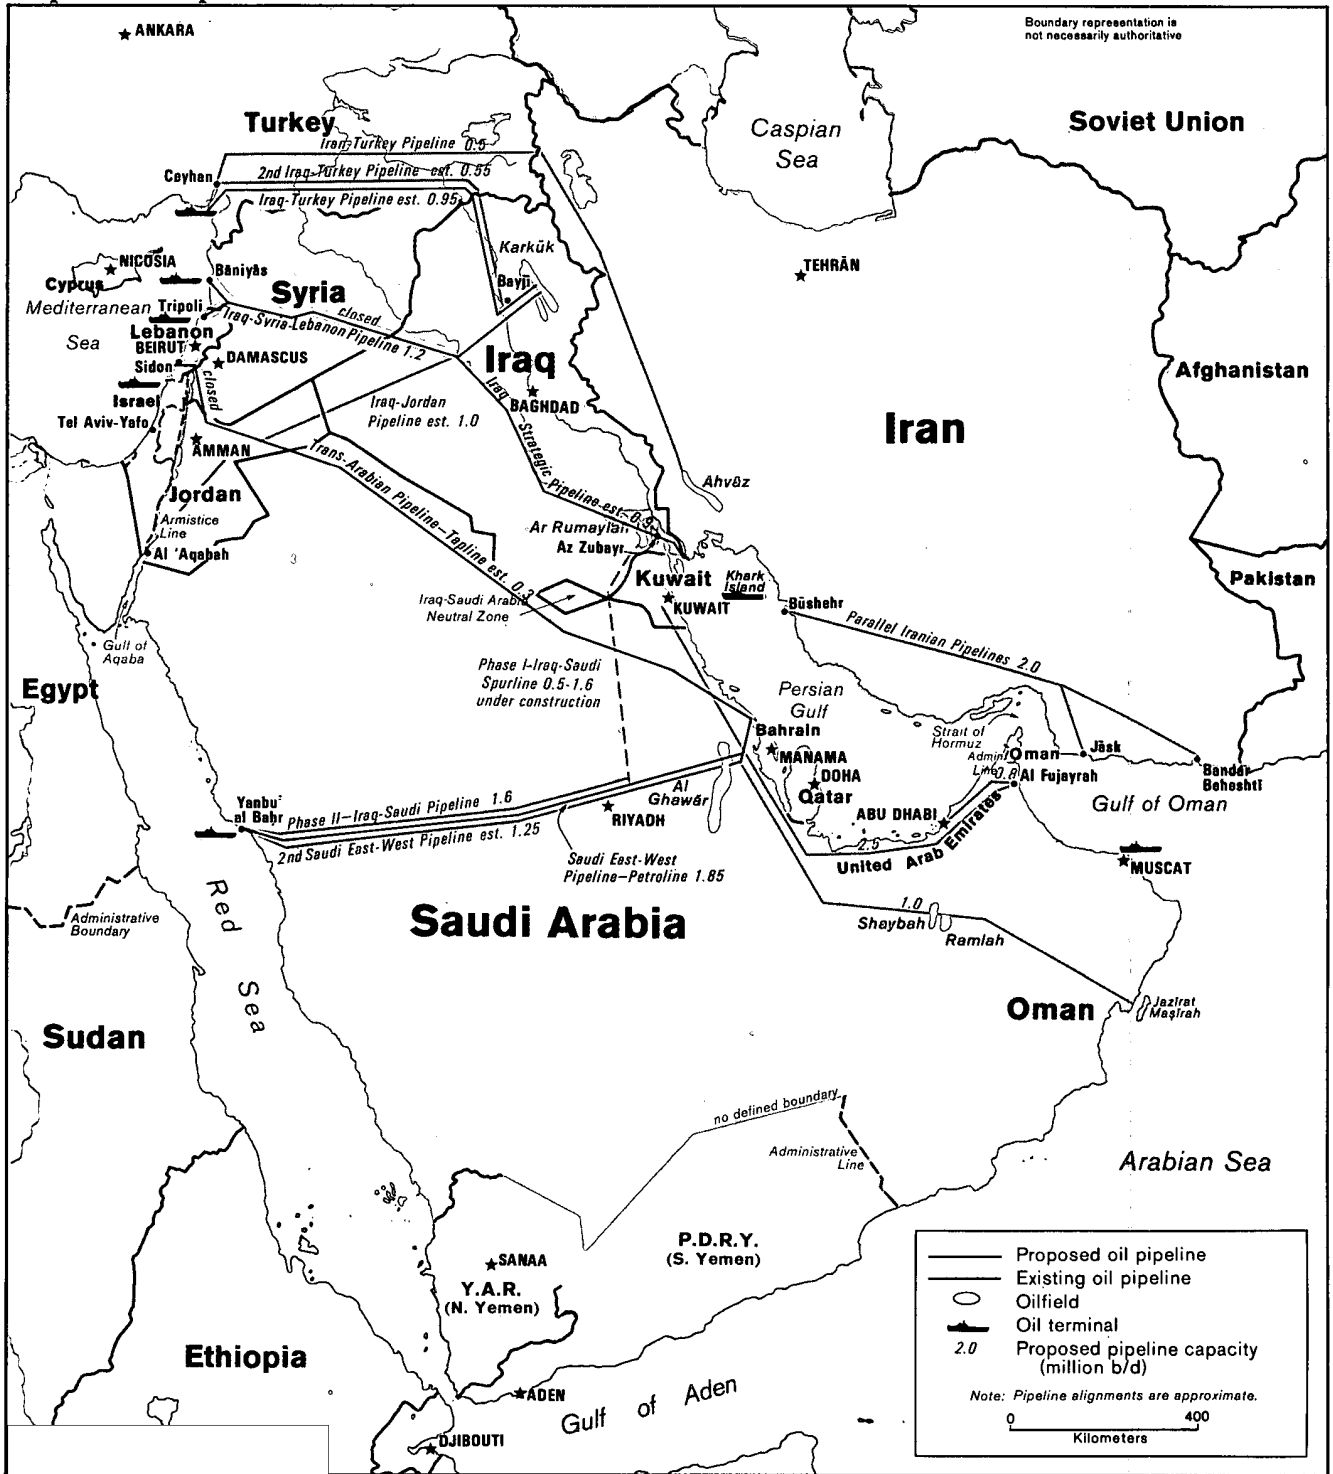 ANKARA
Boundary representation is
not necessarily authoritative
Turkey
Caspian
Sea
Soviet Union
Iran-Turkey Pipeline 0.5
Ceyhan
2nd Iraq-Turkey Pipeline est. 0.55
Iraq-Turkey Pipeline est. 0.95
Karkūk
NICOSIA
Cyprus
Bāniyās
Bayjī
TEHRĀN
Syria
Mediterranean
Sea
Tripoli
closed
Iraq-Syria-Lebanon Pipeline 1.2
Lebanon
BEIRUT
DAMASCUS
Iraq
Sidon
closed
Afghanistan
Israel
Iraq-Jordan
Pipeline est. 1.0
BAGHDAD
Iraq Strategic Pipeline est. 0.9
Tel Aviv-Yafo
Iran
AMMAN
Trans-Arabian Pipeline—Tapline est. 0.3
Ahvāz
Jordan
Armistice
Line
Ar Rumaylah
Az Zubayr
Al 'Aqabah
Kuwait
KUWAIT
Khark
Island
Pakistan
Iraq-Saudi Arabia
Neutral Zone
Būshehr
Parallel Iranian Pipelines 2.0
Gulf of
Aqaba
Egypt
Phase I-Iraq-Saudi
Spurline 0.5-1.6
under construction
Persian
Gulf
Strait of
Hormuz
Bahrain
MANAMA
Admin.
Line
Oman
Jāsk
DOHA
0.8
Al Fujayrah
Bandar
Beheshtī
Al
Ghawār
Qatar
Gulf of Oman
Yanbu'
al Baḥr
Phase II—Iraq-Saudi Pipeline 1.6
RIYADH
ABU DHABI
2nd Saudi East-West Pipeline est. 1.25
2.5
United Arab Emirates
MUSCAT
Saudi East-West
Pipeline—Petroline 1.85
Red Sea
Administrative
Boundary
Saudi Arabia
1.0
Shaybah
Ramlah
Oman
Jazīrat
Maşīrah
Sudan
no defined boundary
Administrative
Line
Arabian Sea
P.D.R.Y.
(S. Yemen)
SANAA
Y.A.R.
(N. Yemen)
Ethiopia
ADEN
Gulf of Aden
DJIBOUTI
Proposed oil pipeline
Existing oil pipeline
Oilfield
Oil terminal
2.0 Proposed pipeline capacity
(million b/d)
Note: Pipeline alignments are approximate.
0 400
Kilometers